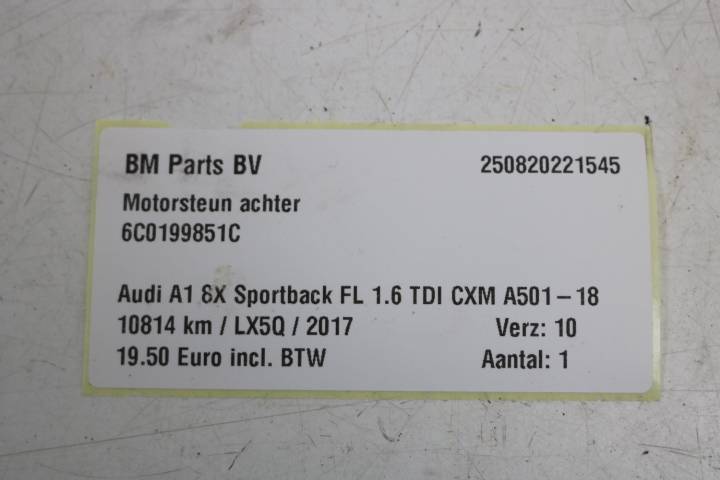 BM Parts BV 250820221545
Motorsteun achter
6C0199851C
Audi A1 8X Sportback FL 1.6 TDI CXM A501-18
10814 km / LX5Q / 2017 Verz: 10
19.50 Euro incl. BTW Aantal: 1